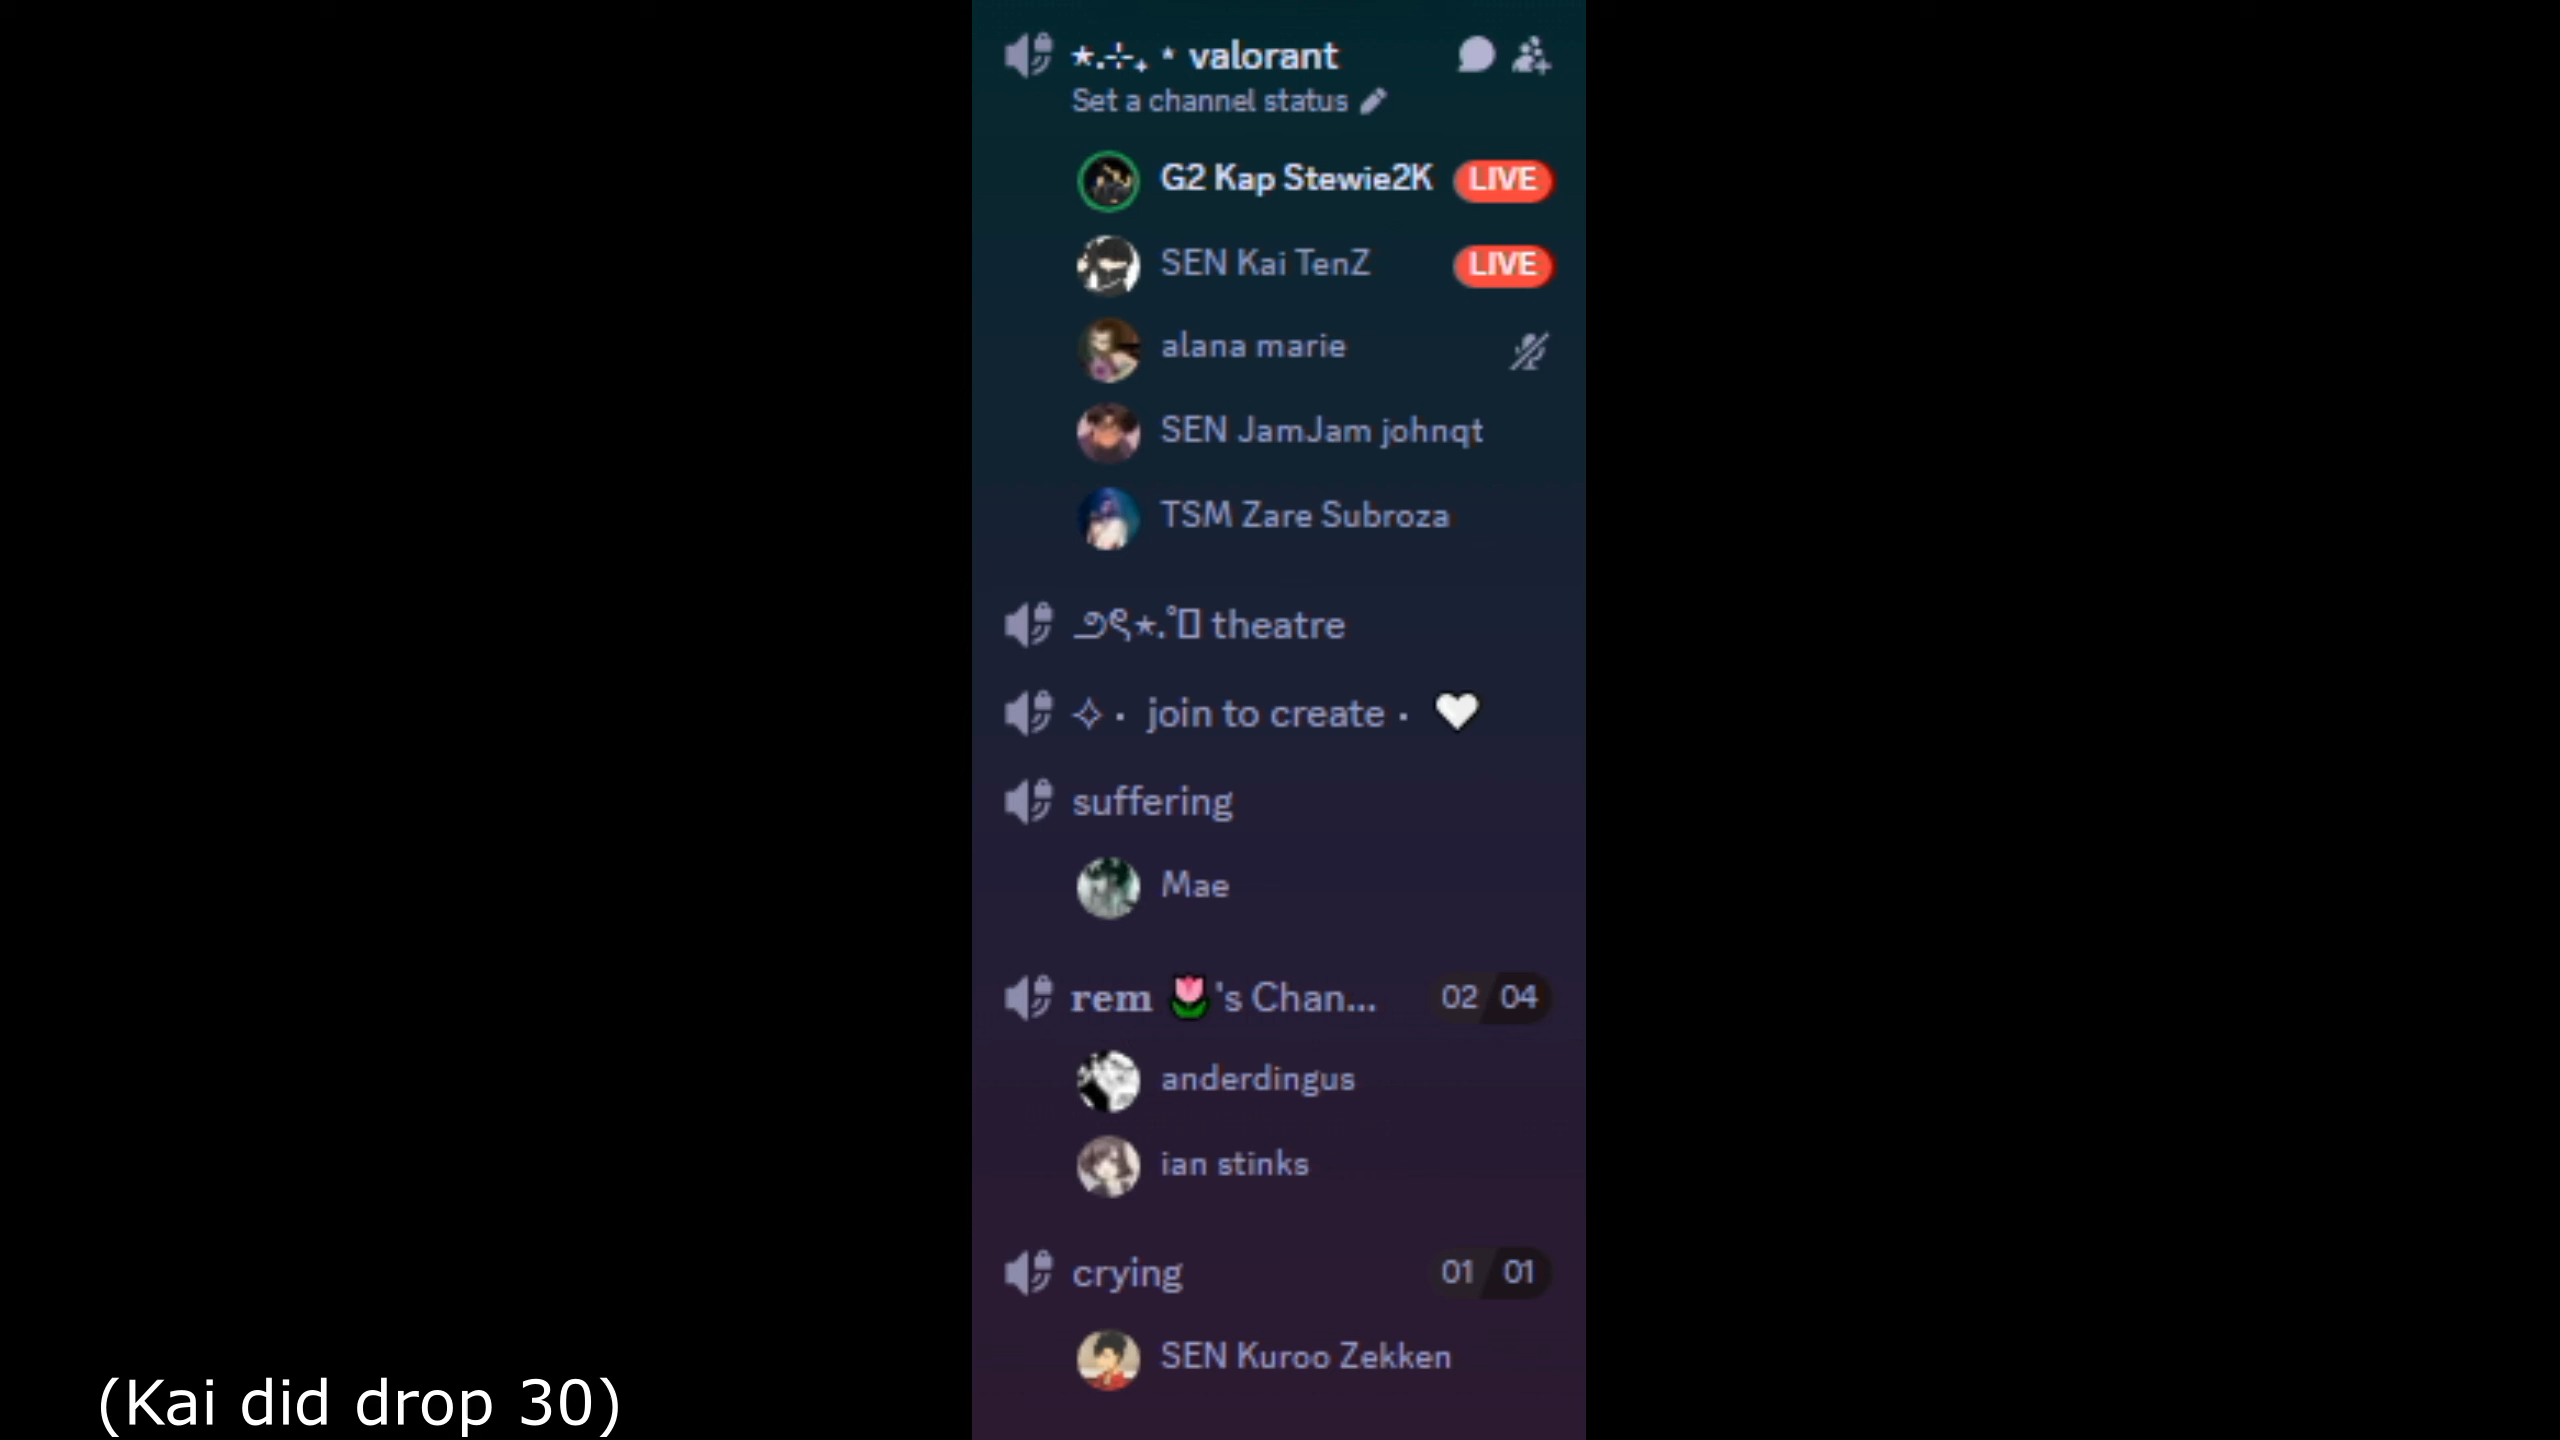 ⋆.⊹₊ ⋆ valorant
Set a channel status
G2 Kap Stewie2K LIVE
SEN Kai TenZ LIVE
alana marie
SEN JamJam johnqt
TSM Zare Subroza
౨ৎ⋆.˚ theatre
✧ · join to create · 🤍
suffering
Mae
rem 🌷's Chan... 02 04
anderdingus
ian stinks
crying 01 01
SEN Kuroo Zekken
(Kai did drop 30)